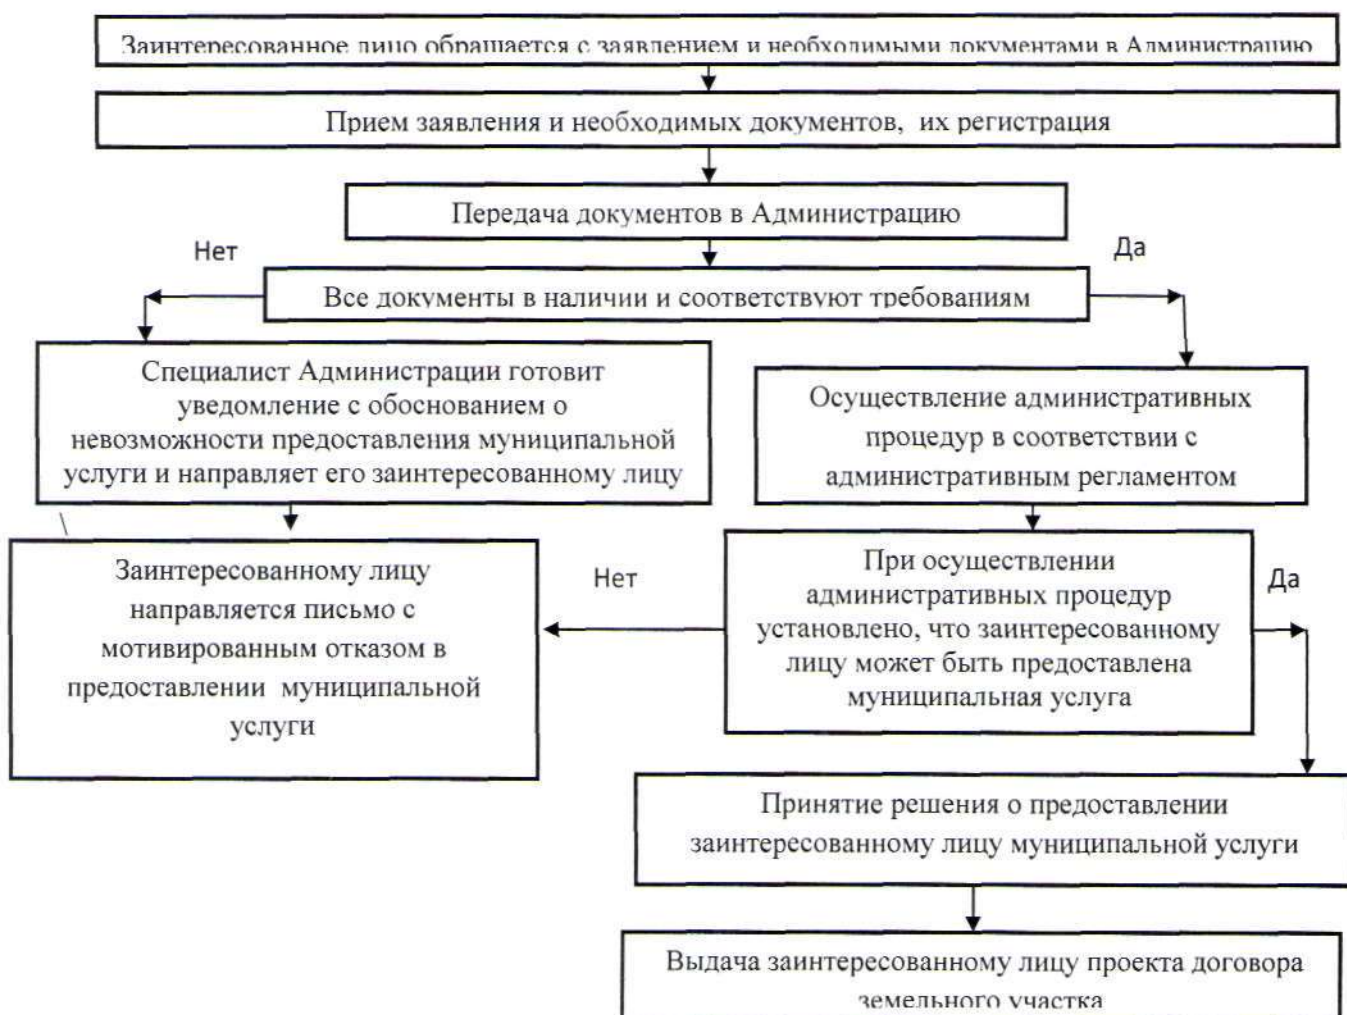 Заинтересованное лицо обращается с заявлением и необходимыми документами в Администрацию
Прием заявления и необходимых документов, их регистрация
Передача документов в Администрацию
Нет
Да
Все документы в наличии и соответствуют требованиям
Специалист Администрации готовит
уведомление с обоснованием о
невозможности предоставления муниципальной
услуги и направляет его заинтересованному лицу
Осуществление административных
процедур в соответствии с
административным регламентом
Заинтересованному лицу
направляется письмо с
мотивированным отказом в
предоставлении муниципальной
услуги
Нет
При осуществлении
административных процедур
установлено, что заинтересованному
лицу может быть предоставлена
муниципальная услуга
Да
Принятие решения о предоставлении
заинтересованному лицу муниципальной услуги
Выдача заинтересованному лицу проекта договора
земельного участка